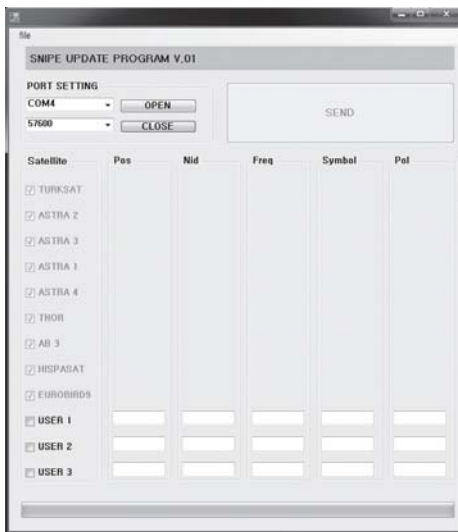 file
SNIPE UPDATE PROGRAM V.01
PORT SETTING
COM4 OPEN
57600 CLOSE
SEND
Satellite Pos Nid Freq Symbol Pol
TURKSAT
ASTRA 2
ASTRA 3
ASTRA 1
ASTRA 4
THOR
AB 3
HISPASAT
EUROBIRD9
USER 1
USER 2
USER 3